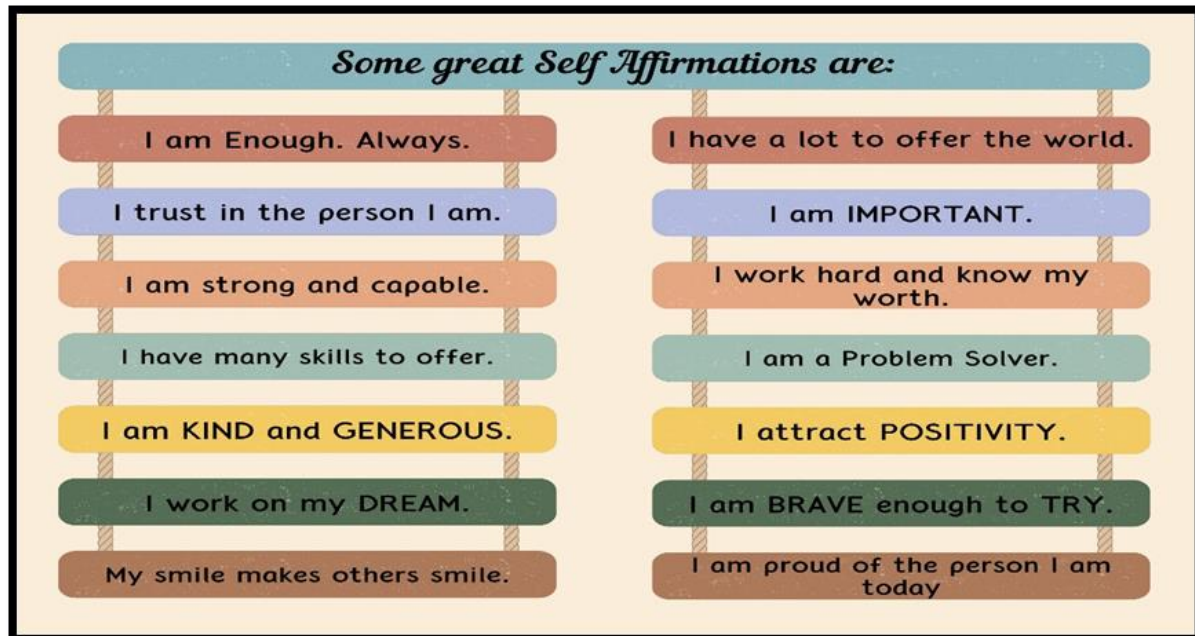 Some great Self Affirmations are:
I am Enough. Always.
I trust in the person I am.
I am strong and capable.
I have many skills to offer.
I am KIND and GENEROUS.
I work on my DREAM.
My smile makes others smile.
I have a lot to offer the world.
I am IMPORTANT.
I work hard and know my
worth.
I am a Problem Solver.
I attract POSITIVITY.
I am BRAVE enough to TRY.
I am proud of the person I am
today